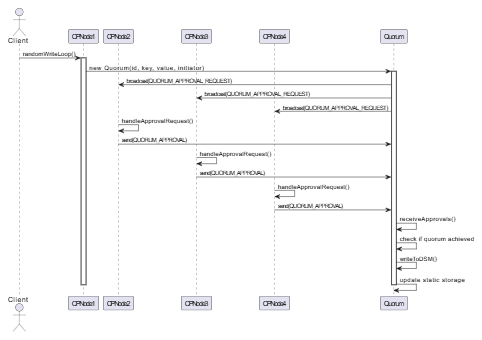 Client
CPNode1 CPNode2 CPNode3 CPNode4 Quorum
randomWriteLoop()
new Quorum(id, key, value, initiator)
broadcast(QUORUM_APPROVAL_REQUEST)
broadcast(QUORUM_APPROVAL_REQUEST)
broadcast(QUORUM_APPROVAL_REQUEST)
handleApprovalRequest()
send(QUORUM_APPROVAL)
handleApprovalRequest()
send(QUORUM_APPROVAL)
handleApprovalRequest()
send(QUORUM_APPROVAL)
receiveApprovals()
check if quorum achieved
writeToDSM()
update static storage
Client
CPNode1 CPNode2 CPNode3 CPNode4 Quorum